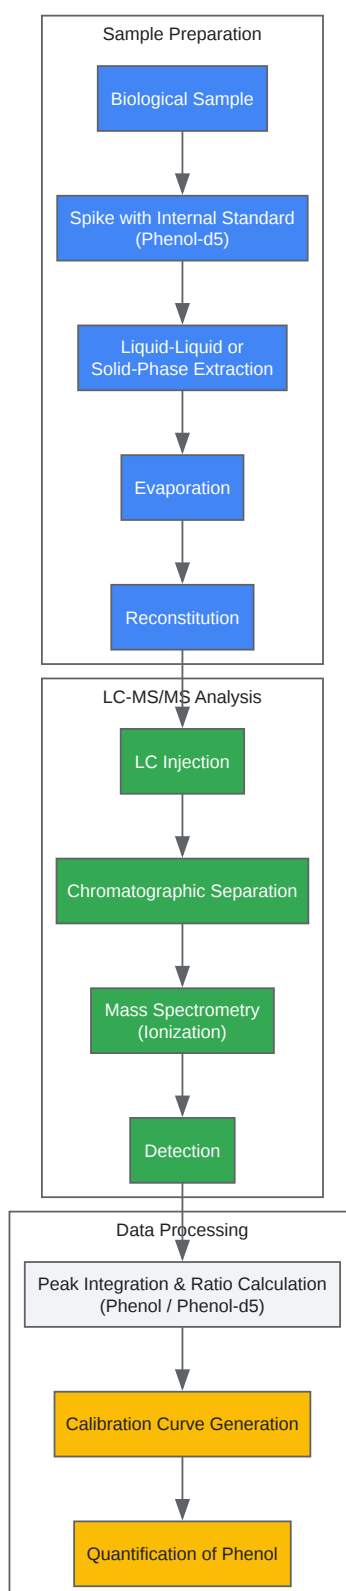 Sample Preparation
Biological Sample
Spike with Internal Standard
(Phenol-d5)
Liquid-Liquid or
Solid-Phase Extraction
Evaporation
Reconstitution
LC-MS/MS Analysis
LC Injection
Chromatographic Separation
Mass Spectrometry
(Ionization)
Detection
Data Processing
Peak Integration & Ratio Calculation
(Phenol / Phenol-d5)
Calibration Curve Generation
Quantification of Phenol